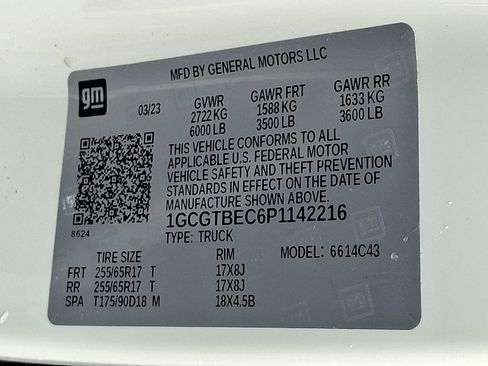 MFD BY GENERAL MOTORS LLC
gm
03/23
GVWR GAWR FRT GAWR RR
2722 KG 1588 KG 1633 KG
6000 LB 3500 LB 3600 LB
THIS VEHICLE CONFORMS TO ALL
APPLICABLE U.S. FEDERAL MOTOR
VEHICLE SAFETY AND THEFT PREVENTION
STANDARDS IN EFFECT ON THE DATE OF
MANUFACTURE SHOWN ABOVE.
8624
1GCGTBEC6P1142216
TYPE: TRUCK MODEL: 6614C43
TIRE SIZE RIM
FRT 255/65R17 T 17X8J
RR 255/65R17 T 17X8J
SPA T175/90D18 M 18X4.5B